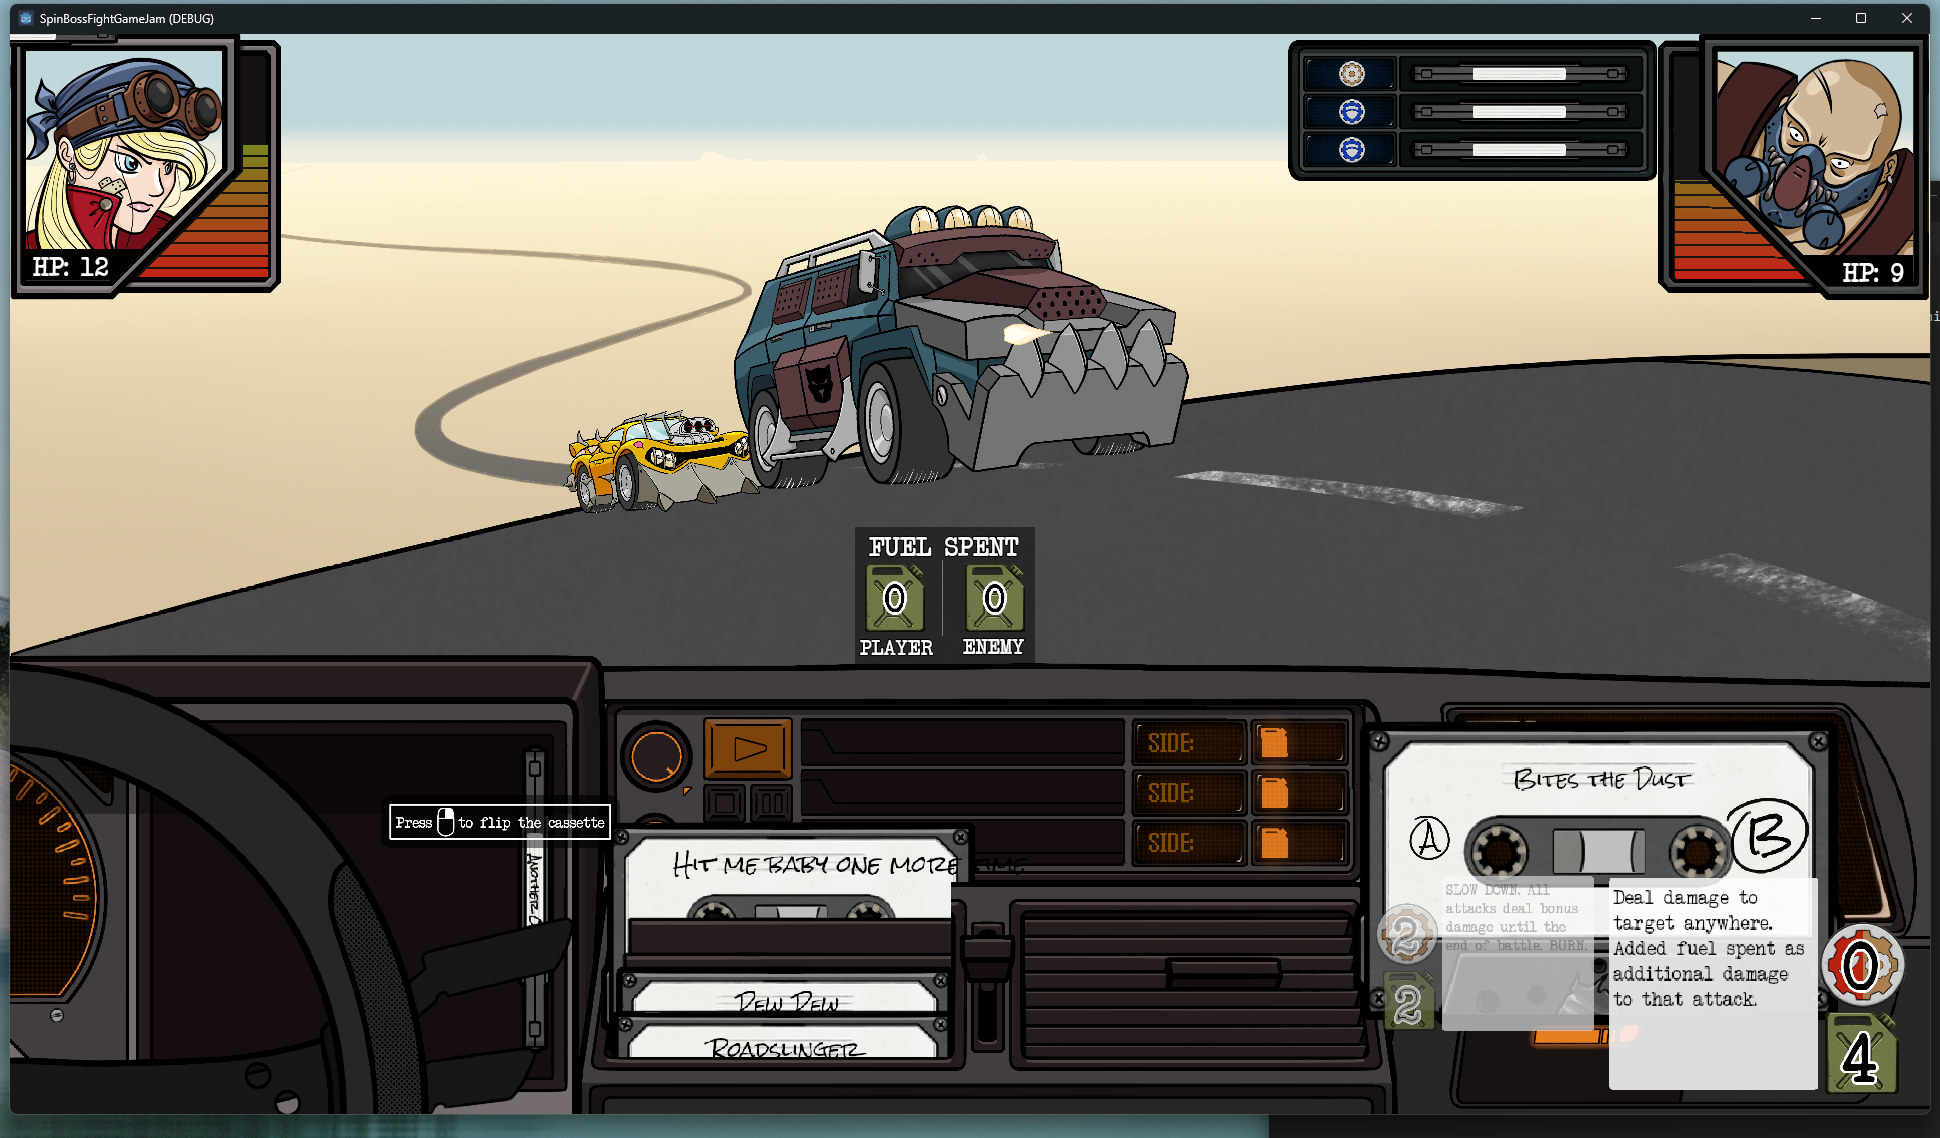 SpinBossFightGameJam (DEBUG)
HP: 12
HP: 9
FUEL SPENT
0
0
PLAYER
ENEMY
SIDE:
SIDE:
SIDE:
Press to flip the cassette
HIT ME BABY ONE MORE TIME
DEW DEW
ROADSLINGER
BITES THE DUST
A
B
SLOW DOWN. All
attacks deal bonus
damage until the
end of battle. BURN.
2
2
Deal damage to
target anywhere.
Added fuel spent as
additional damage
to that attack.
0
4